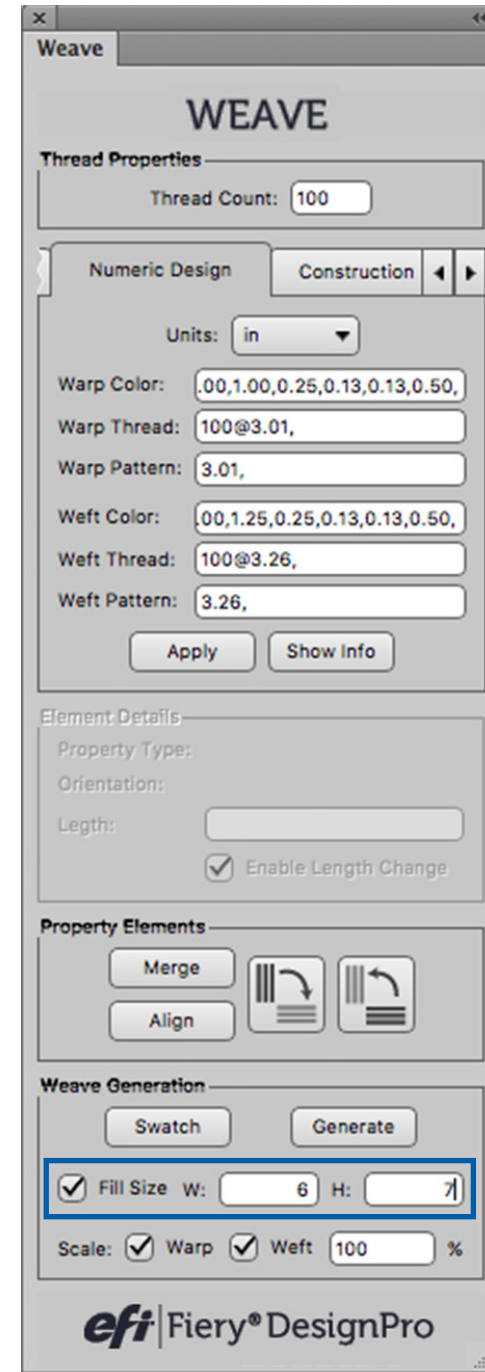 Weave
WEAVE
Thread Properties
Thread Count: 100
Numeric Design Construction
Units: in
Warp Color: .00,1.00,0.25,0.13,0.13,0.50,
Warp Thread: 100@3.01,
Warp Pattern: 3.01,
Weft Color: .00,1.25,0.25,0.13,0.13,0.50,
Weft Thread: 100@3.26,
Weft Pattern: 3.26,
Apply Show Info
Element Details
Property Type:
Orientation:
Legth:
Enable Length Change
Property Elements
Merge
Align
Weave Generation
Swatch Generate
Fill Size W: 6 H: 7
Scale: Warp Weft 100 %
efi Fiery® DesignPro